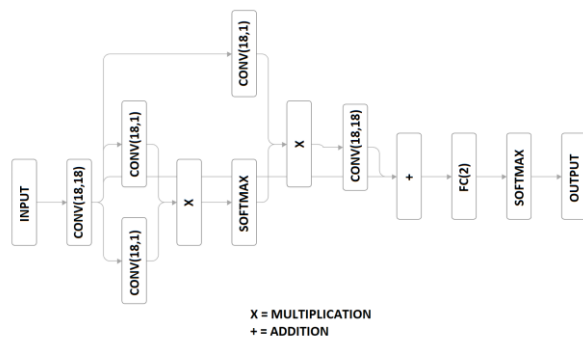 INPUT
CONV(18,18)
CONV(18,1)
CONV(18,1)
X
SOFTMAX
CONV(18,1)
X
CONV(18,18)
+
FC(2)
SOFTMAX
OUTPUT
X = MULTIPLICATION
+ = ADDITION